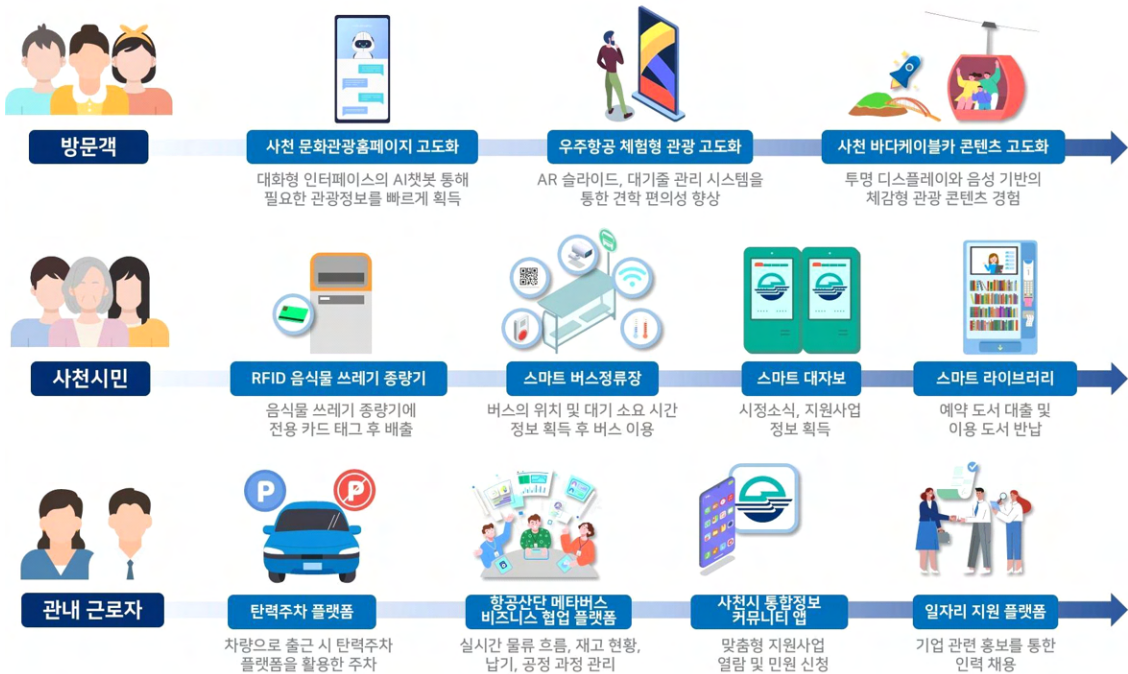 방문객
사천 문화관광홈페이지 고도화
대화형 인터페이스의 AI챗봇 통해
필요한 관광정보를 빠르게 획득
우주항공 체험형 관광 고도화
AR 슬라이드, 대기줄 관리 시스템을
통한 견학 편의성 향상
사천 바다케이블카 콘텐츠 고도화
투명 디스플레이와 음성 기반의
체감형 관광 콘텐츠 경험
사천시민
RFID 음식물 쓰레기 종량기
음식물 쓰레기 종량기에
전용 카드 태그 후 배출
스마트 버스정류장
버스의 위치 및 대기 소요 시간
정보 획득 후 버스 이용
스마트 대자보
시정소식, 지원사업
정보 획득
스마트 라이브러리
예약 도서 대출 및
이용 도서 반납
관내 근로자
P
P
탄력주차 플랫폼
차량으로 출근 시 탄력주차
플랫폼을 활용한 주차
항공산단 메타버스
비즈니스 협업 플랫폼
실시간 물류 흐름, 재고 현황,
납기, 공정 과정 관리
사천시 통합정보
커뮤니티 앱
맞춤형 지원사업
열람 및 민원 신청
일자리 지원 플랫폼
기업 관련 홍보를 통한
인력 채용